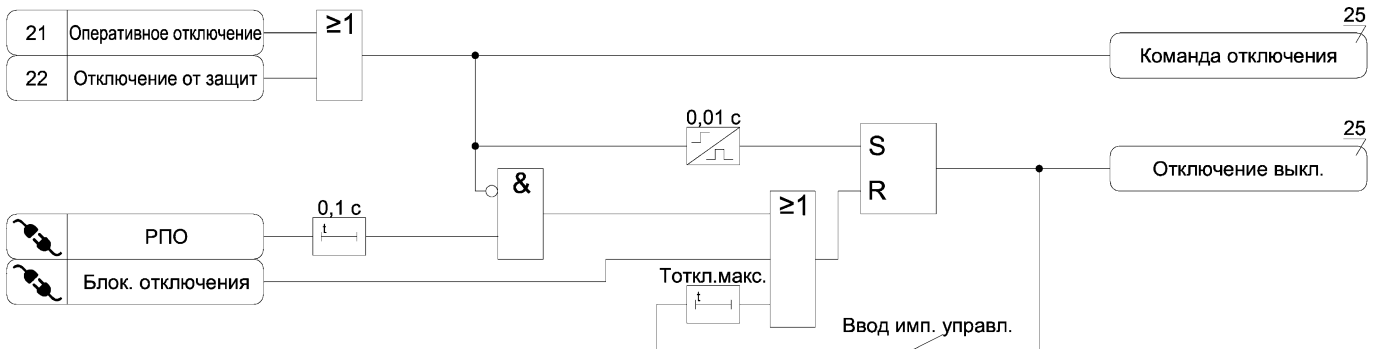 21 Оперативное отключение
≥1
25
Команда отключения
22 Отключение от защит
0,01 с
S
R
25
Отключение выкл.
&
≥1
0,1 с
t
РПО
Блок. отключения
Tоткл.макс.
t
Ввод имп. управл.